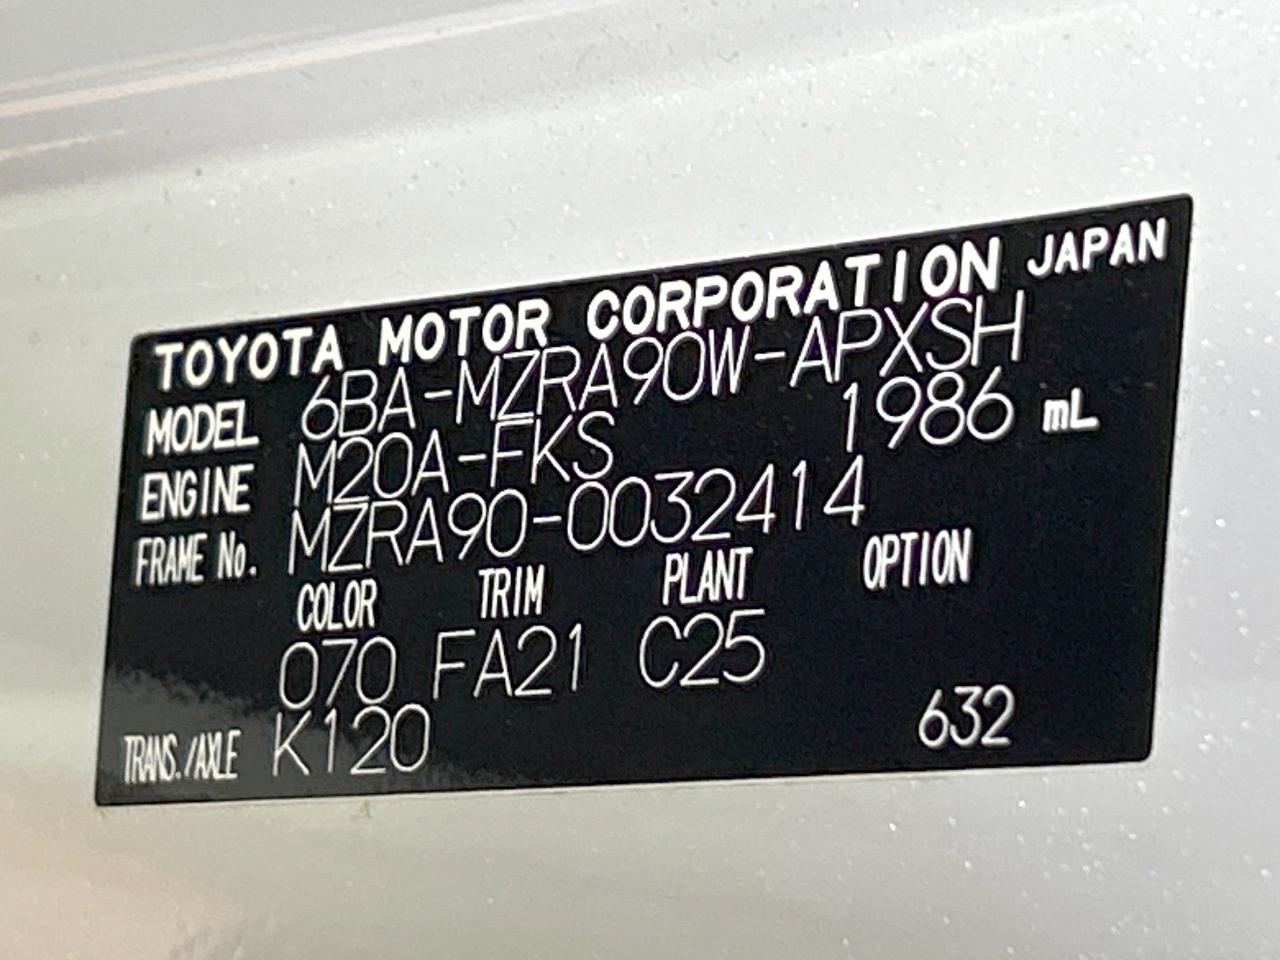 TOYOTA MOTOR CORPORATION JAPAN
MODEL 6BA-MZRA90W-APXSH
ENGINE M20A-FKS 1986 mL
FRAME No. MZRA90-0032414
COLOR TRIM PLANT OPTION
070 FA21 C25
TRANS./AXLE K120 632